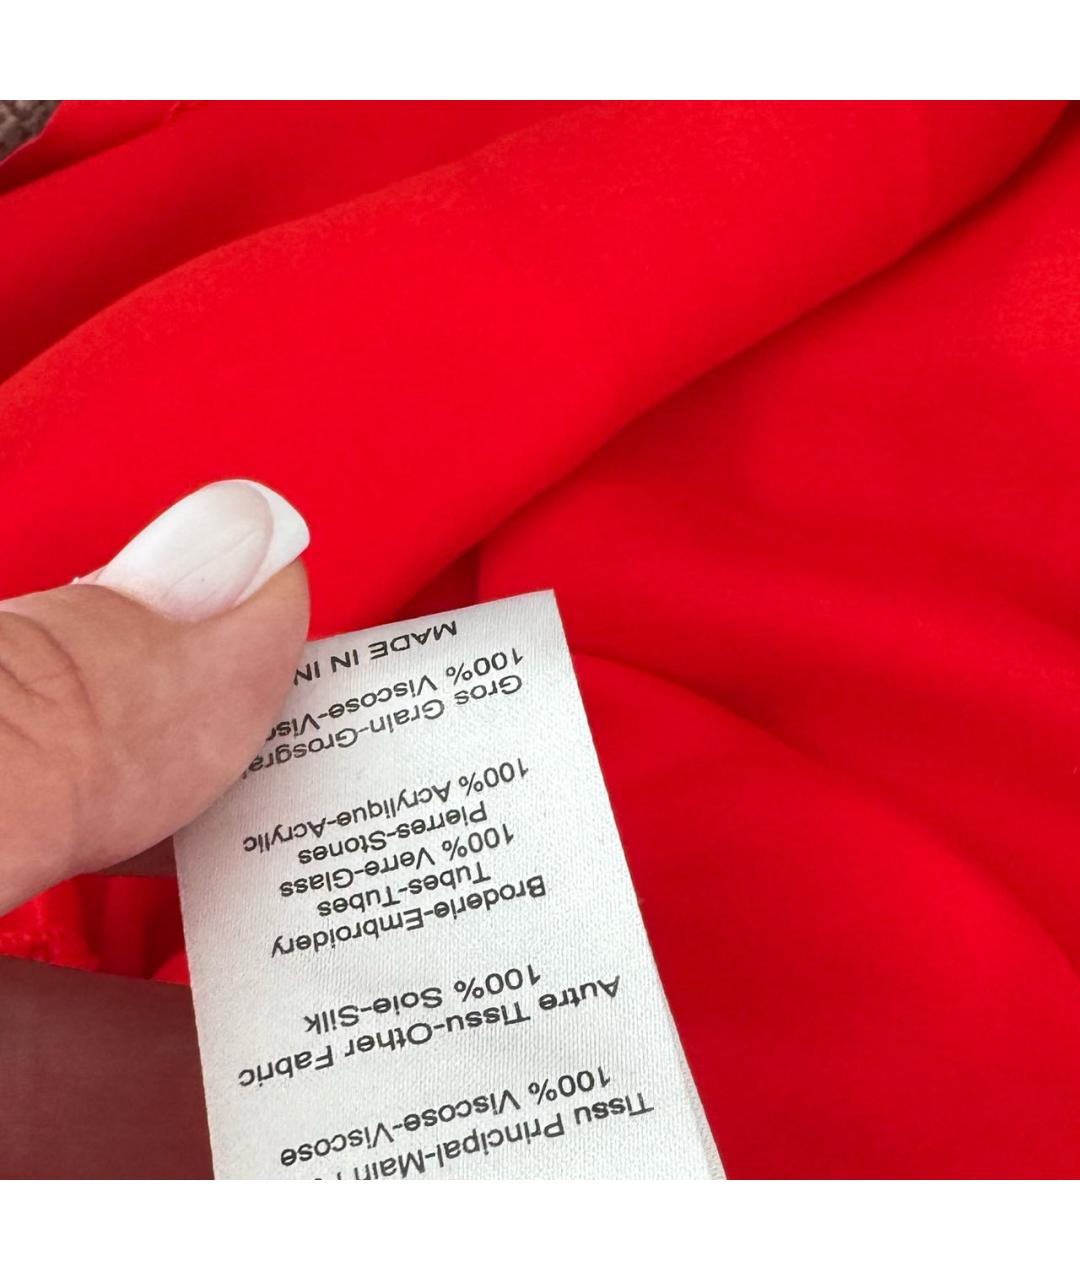 Tissu Principal-Main
100% Viscose-Viscose
Autre Tissu-Other Fabric
100% Soie-Silk
Broderie-Embroidery
Tubes-Tubes
100% Verre-Glass
Pierres-Stones
100% Acrylique-Acrylic
Gros Grain-Grosgra
100% Viscose-Visc
MADE IN IN